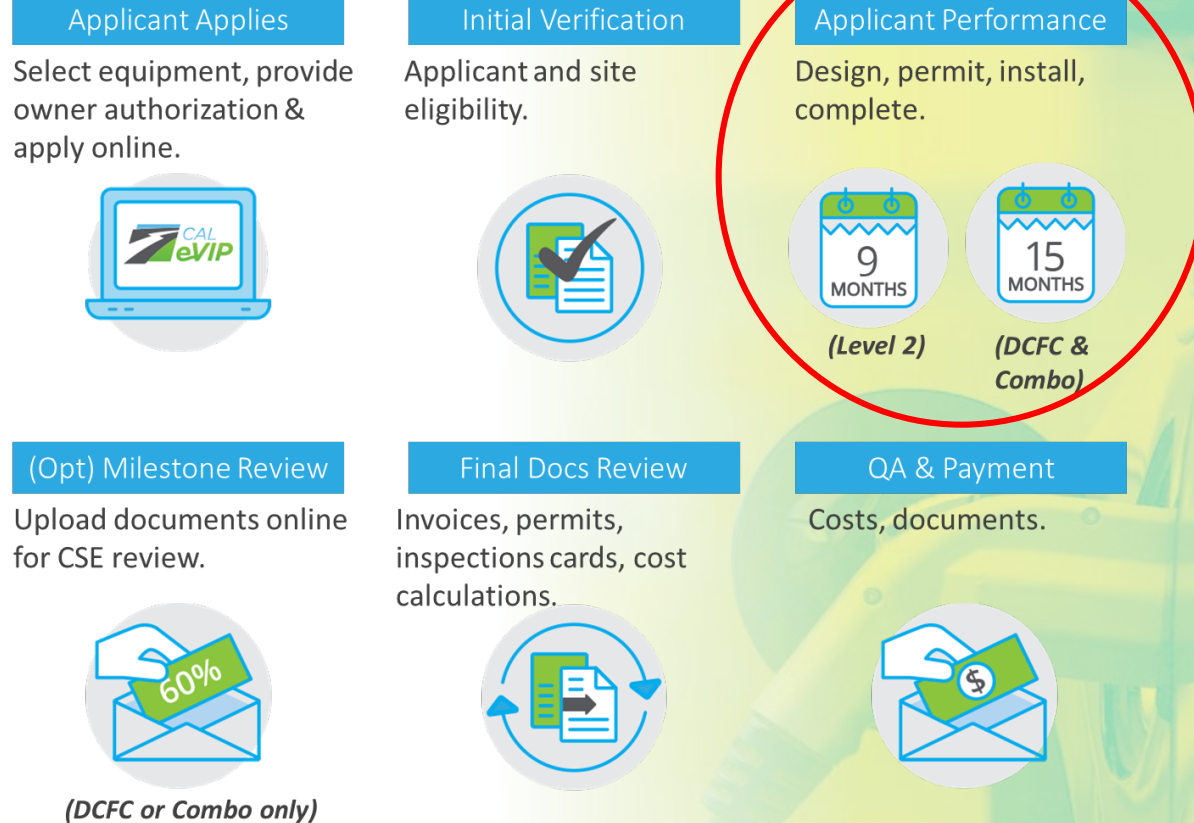 Applicant Applies
Select equipment, provide
owner authorization &
apply online.
CAL
eVIP
Initial Verification
Applicant and site
eligibility.
Applicant Performance
Design, permit, install,
complete.
9
MONTHS
(Level 2)
15
MONTHS
(DCFC &
Combo)
(Opt) Milestone Review
Upload documents online
for CSE review.
60%
(DCFC or Combo only)
Final Docs Review
Invoices, permits,
inspections cards, cost
calculations.
QA & Payment
Costs, documents.
$